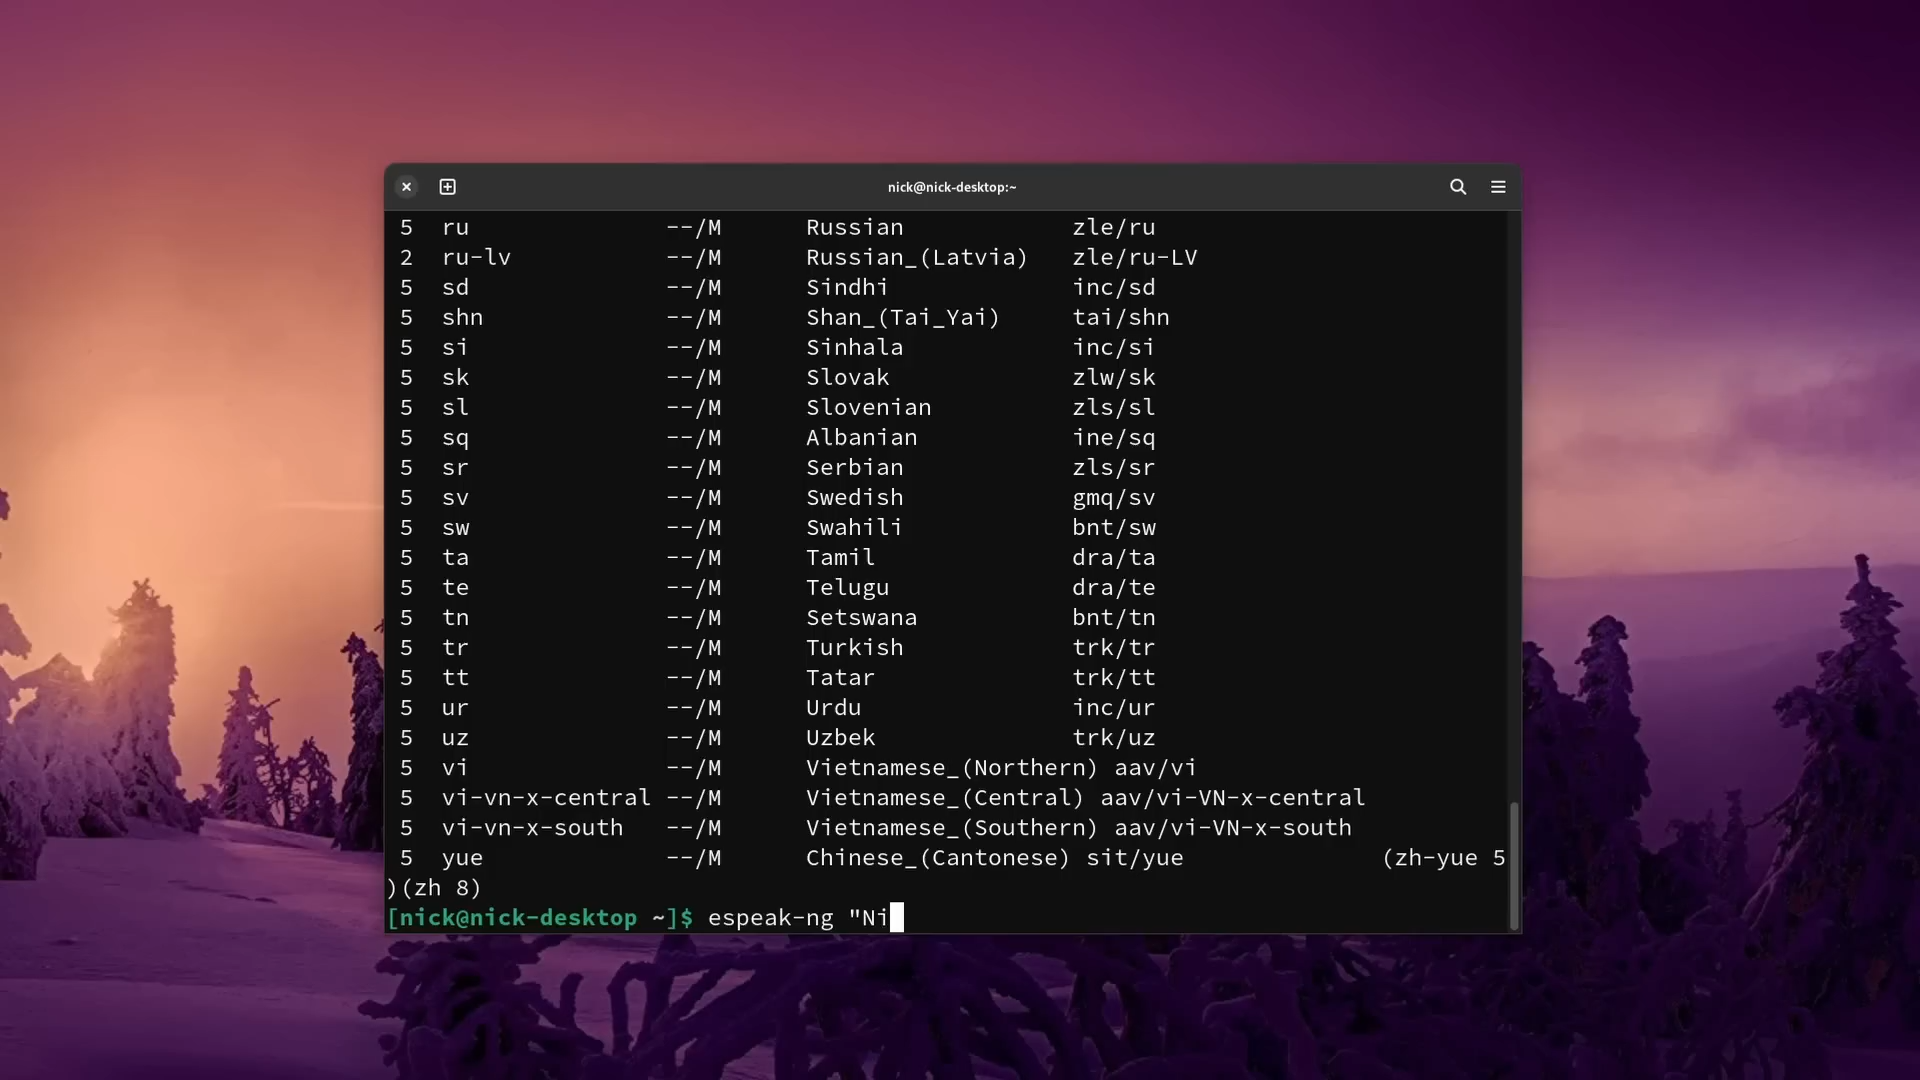 nick@nick-desktop:~
5 ru --/M Russian zle/ru
2 ru-lv --/M Russian_(Latvia) zle/ru-LV
5 sd --/M Sindhi inc/sd
5 shn --/M Shan_(Tai_Yai) tai/shn
5 si --/M Sinhala inc/si
5 sk --/M Slovak zlw/sk
5 sl --/M Slovenian zls/sl
5 sq --/M Albanian ine/sq
5 sr --/M Serbian zls/sr
5 sv --/M Swedish gmq/sv
5 sw --/M Swahili bnt/sw
5 ta --/M Tamil dra/ta
5 te --/M Telugu dra/te
5 tn --/M Setswana bnt/tn
5 tr --/M Turkish trk/tr
5 tt --/M Tatar trk/tt
5 ur --/M Urdu inc/ur
5 uz --/M Uzbek trk/uz
5 vi --/M Vietnamese_(Northern) aav/vi
5 vi-vn-x-central --/M Vietnamese_(Central) aav/vi-VN-x-central
5 vi-vn-x-south --/M Vietnamese_(Southern) aav/vi-VN-x-south
5 yue --/M Chinese_(Cantonese) sit/yue (zh-yue 5
)(zh 8)
[nick@nick-desktop ~]$ espeak-ng "Ni